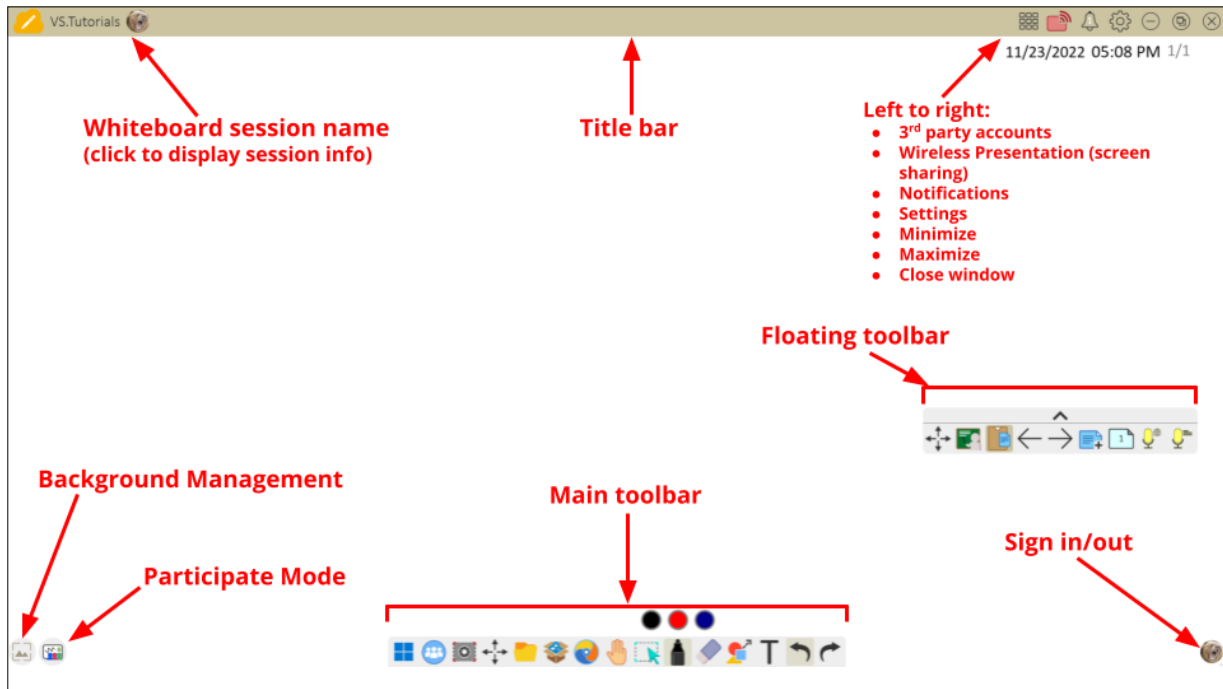 VS.Tutorials
11/23/2022 05:08 PM 1/1
Whiteboard session name
(click to display session info)
Title bar
Left to right:
● 3rd party accounts
● Wireless Presentation (screen
sharing)
● Notifications
● Settings
● Minimize
● Maximize
● Close window
Floating toolbar
1
Background Management
Main toolbar
Sign in/out
Participate Mode
T